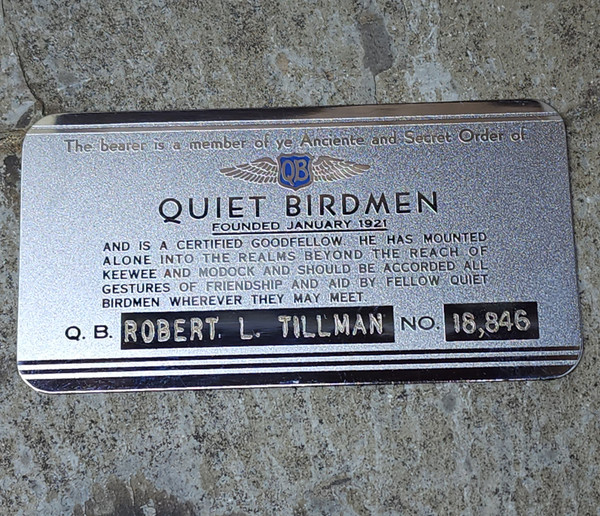 The bearer is a member of ye Anciente and Secret Order of
QB
QUIET BIRDMEN
FOUNDED JANUARY 1921
AND IS A CERTIFIED GOODFELLOW. HE HAS MOUNTED
ALONE INTO THE REALMS BEYOND THE REACH OF
KEEWEE AND MODOCK AND SHOULD BE ACCORDED ALL
GESTURES OF FRIENDSHIP AND AID BY FELLOW QUIET
BIRDMEN WHEREVER THEY MAY MEET.
Q. B. ROBERT L. TILLMAN NO. 18,846